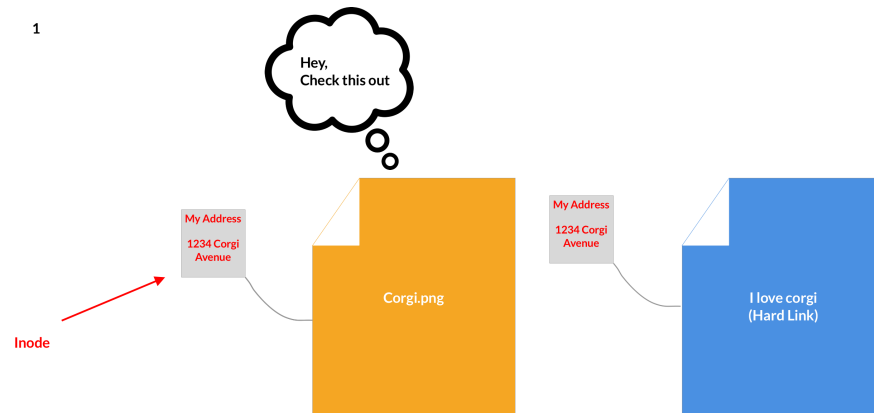 1
Hey,
Check this out
My Address
1234 Corgi
Avenue
My Address
1234 Corgi
Avenue
Corgi.png
I love corgi
(Hard Link)
Inode